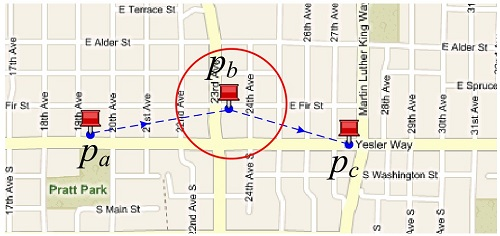 E Terrace St
E Alder St
E Alder St
17th Ave
26th Ave
27th Ave
Martin Luther King Way
E Spruce
Fir St
18th Ave
19th Ave
20th Ave
21st Ave
22nd Ave
23rd Ave
24th Ave
E Fir St
28th Ave
29th Ave
30th Ave
31st Ave
p_b
p_a
p_c
Yesler Way
Pratt Park
S Washington St
S Main St
17th Ave S
22nd Ave S
24th Ave S
Ave S
Ave S